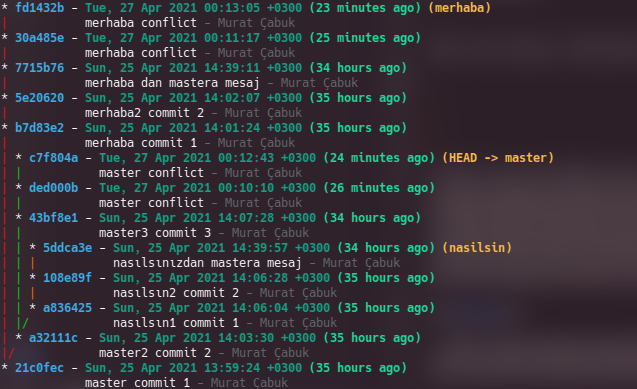 * fd1432b - Tue, 27 Apr 2021 00:13:05 +0300 (23 minutes ago) (merhaba)
| merhaba conflict - Murat Çabuk
* 30a485e - Tue, 27 Apr 2021 00:11:17 +0300 (25 minutes ago)
| merhaba conflict - Murat Çabuk
* 7715b76 - Sun, 25 Apr 2021 14:39:11 +0300 (34 hours ago)
| merhaba dan mastera mesaj - Murat Çabuk
* 5e20620 - Sun, 25 Apr 2021 14:02:07 +0300 (35 hours ago)
| merhaba2 commit 2 - Murat Çabuk
* b7d83e2 - Sun, 25 Apr 2021 14:01:24 +0300 (35 hours ago)
| merhaba commit 1 - Murat Çabuk
| * c7f804a - Tue, 27 Apr 2021 00:12:43 +0300 (24 minutes ago) (HEAD -> master)
| | master conflict - Murat Çabuk
| * ded000b - Tue, 27 Apr 2021 00:10:10 +0300 (26 minutes ago)
| | master conflict - Murat Çabuk
| * 43bf8e1 - Sun, 25 Apr 2021 14:07:28 +0300 (34 hours ago)
| | master3 commit 3 - Murat Çabuk
| | * 5ddca3e - Sun, 25 Apr 2021 14:39:57 +0300 (34 hours ago) (nasilsin)
| | | nasılsınızdan mastera mesaj - Murat Çabuk
| | * 108e89f - Sun, 25 Apr 2021 14:06:28 +0300 (35 hours ago)
| | | nasılsın2 commit 2 - Murat Çabuk
| | * a836425 - Sun, 25 Apr 2021 14:06:04 +0300 (35 hours ago)
| |/ nasılsın1 commit 1 - Murat Çabuk
| * a32111c - Sun, 25 Apr 2021 14:03:30 +0300 (35 hours ago)
|/ master2 commit 2 - Murat Çabuk
* 21c0fec - Sun, 25 Apr 2021 13:59:24 +0300 (35 hours ago)
master commit 1 - Murat Çabuk